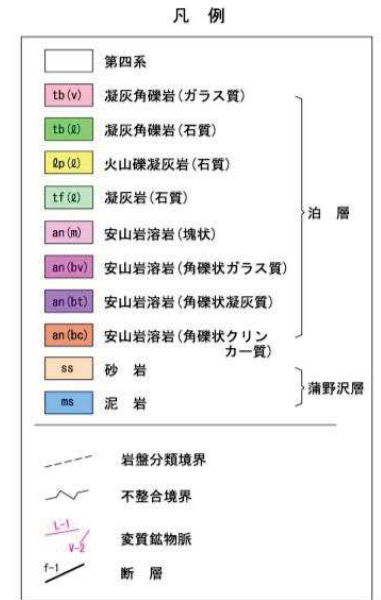 凡 例
第四系
tb(v) 凝灰角礫岩(ガラス質)
tb(ℓ) 凝灰角礫岩(石質)
ℓp(ℓ) 火山礫凝灰岩(石質)
tf(ℓ) 凝灰岩(石質)
an(m) 安山岩溶岩(塊状)
an(bv) 安山岩溶岩(角礫状ガラス質)
an(bt) 安山岩溶岩(角礫状凝灰質)
an(bc) 安山岩溶岩(角礫状クリン
カー質)
泊 層
ss 砂 岩
ms 泥 岩
蒲野沢層
岩盤分類境界
不整合境界
L-1
V-2
変質鉱物脈
f-1
断 層